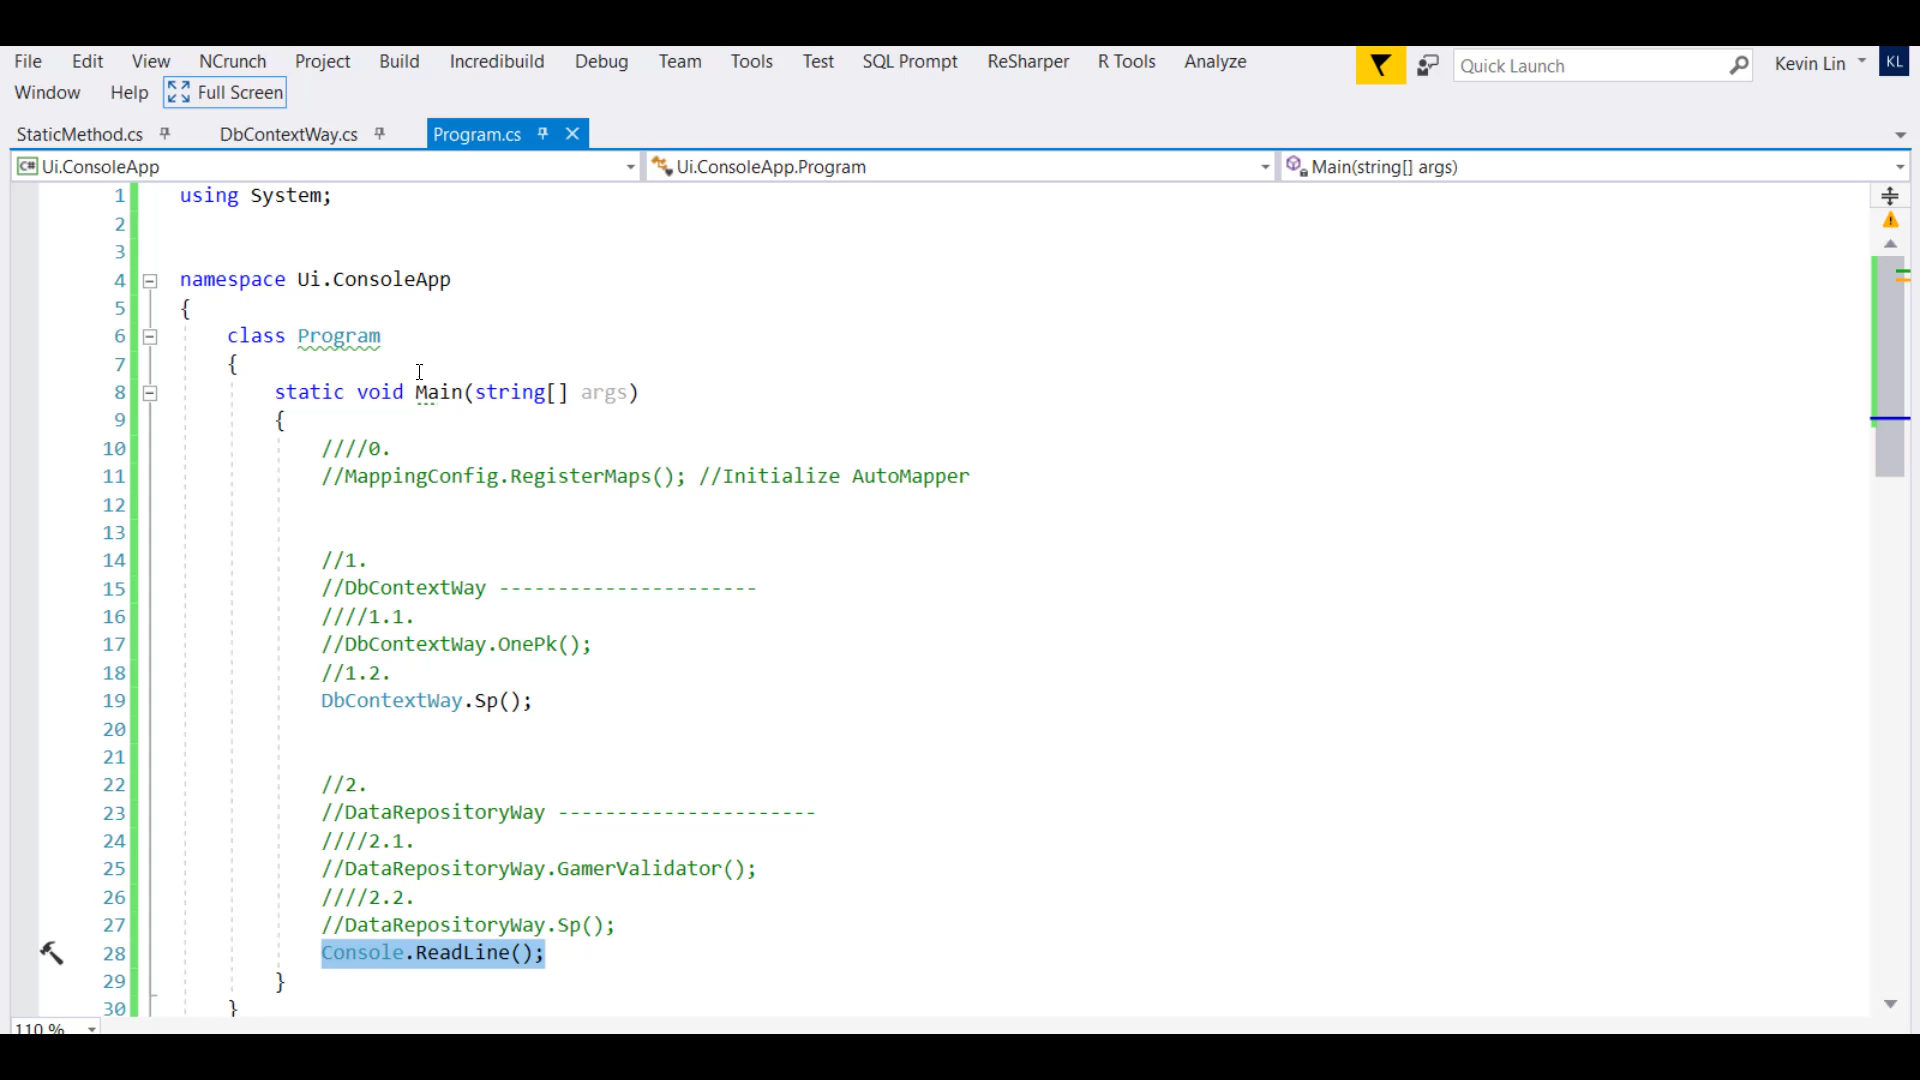 File Edit View NCrunch Project Build Incredibuild Debug Team Tools Test SQL Prompt ReSharper R Tools Analyze Quick Launch Kevin Lin KL
Window Help Full Screen
StaticMethod.cs DbContextWay.cs Program.cs
C# Ui.ConsoleApp Ui.ConsoleApp.Program Main(string[] args)
1 using System;
2
3
4 namespace Ui.ConsoleApp
5 {
6 class Program
7 {
8 static void Main(string[] args)
9 {
10 ////0.
11 //MappingConfig.RegisterMaps(); //Initialize AutoMapper
12
13
14 //1.
15 //DbContextWay ----------------------
16 ////1.1.
17 //DbContextWay.OnePk();
18 //1.2.
19 DbContextWay.Sp();
20
21
22 //2.
23 //DataRepositoryWay ----------------------
24 ////2.1.
25 //DataRepositoryWay.GamerValidator();
26 ////2.2.
27 //DataRepositoryWay.Sp();
28 Console.ReadLine();
29 }
30 }
110 %